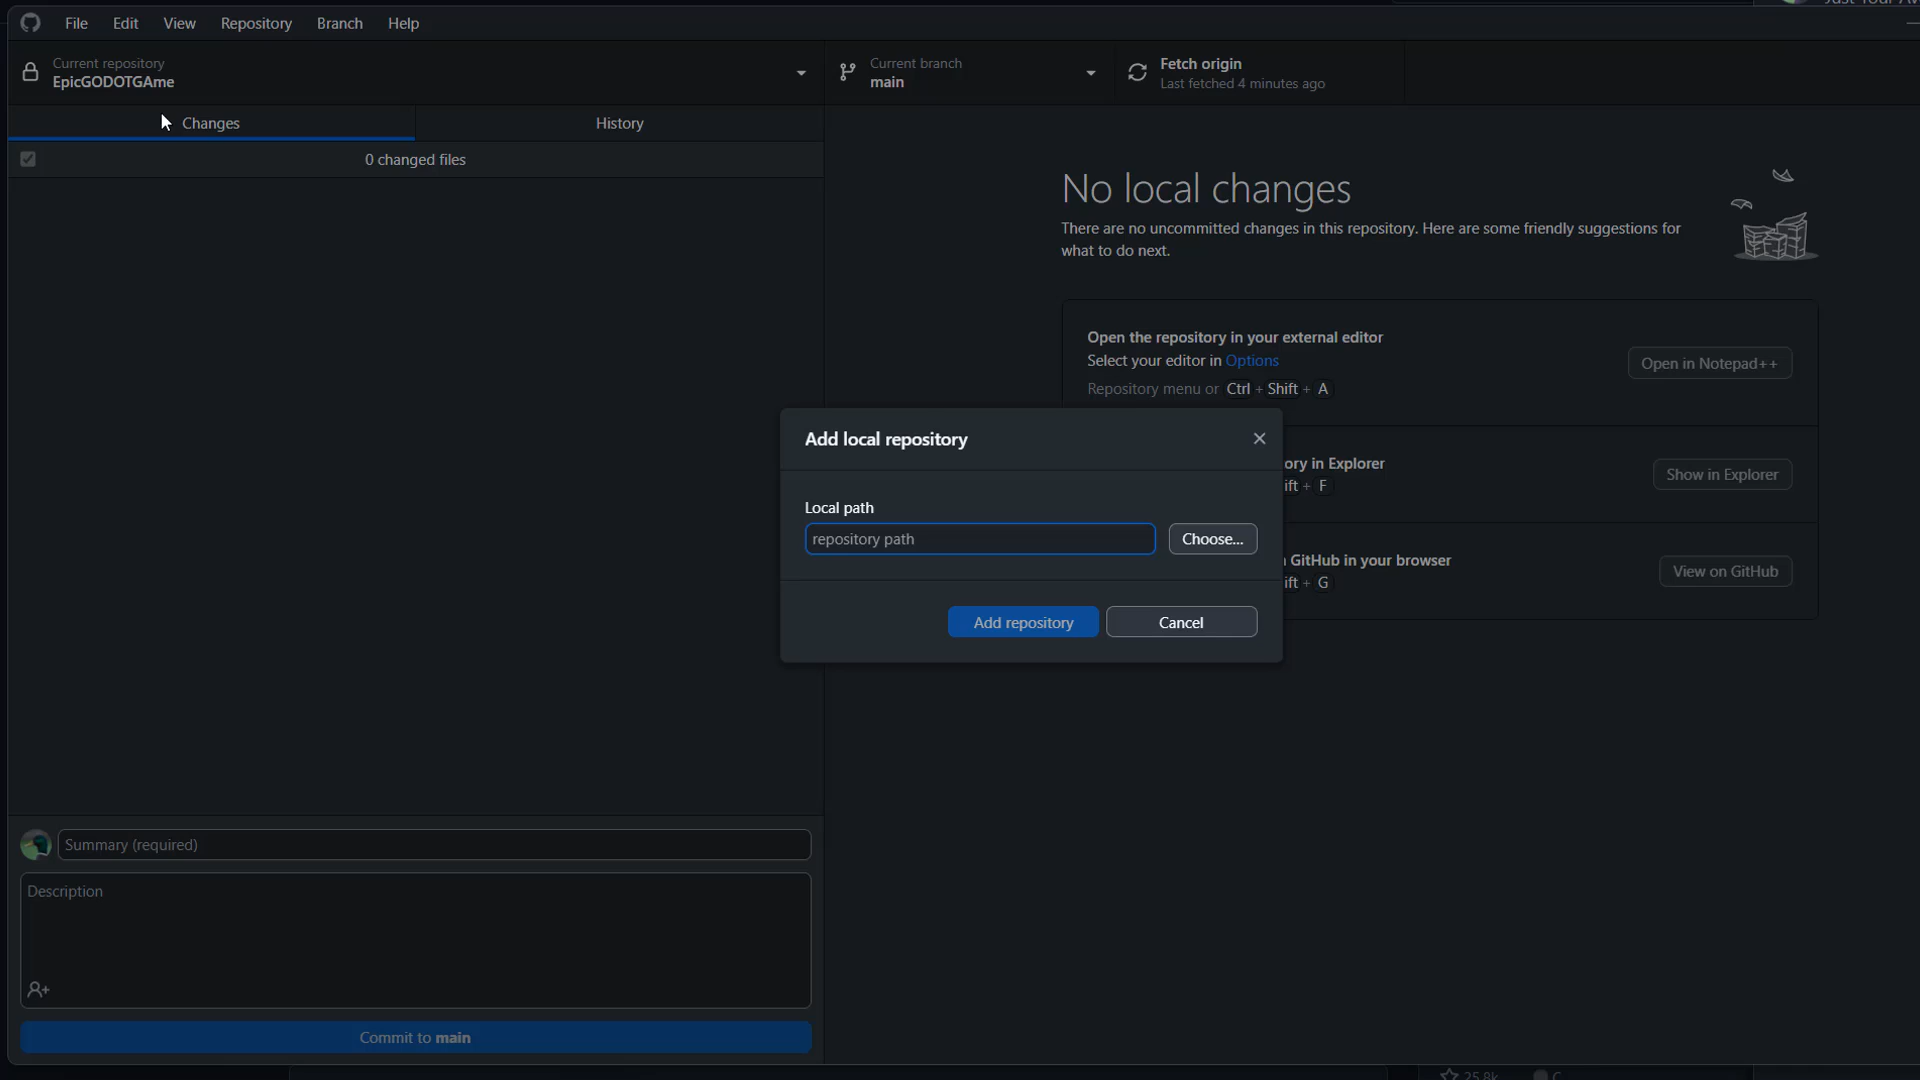 File Edit View Repository Branch Help
Current repository
EpicGODOTGAme
Current branch
main
Fetch origin
Last fetched 4 minutes ago
Changes
History
0 changed files
No local changes
There are no uncommitted changes in this repository. Here are some friendly suggestions for
what to do next.
Open the repository in your external editor
Select your editor in Options
Repository menu or Ctrl + Shift + A
Open in Notepad++
ory in Explorer
ift + F
Show in Explorer
GitHub in your browser
ift + G
View on GitHub
Add local repository
Local path
repository path
Choose...
Add repository
Cancel
Summary (required)
Description
Commit to main
25.8k